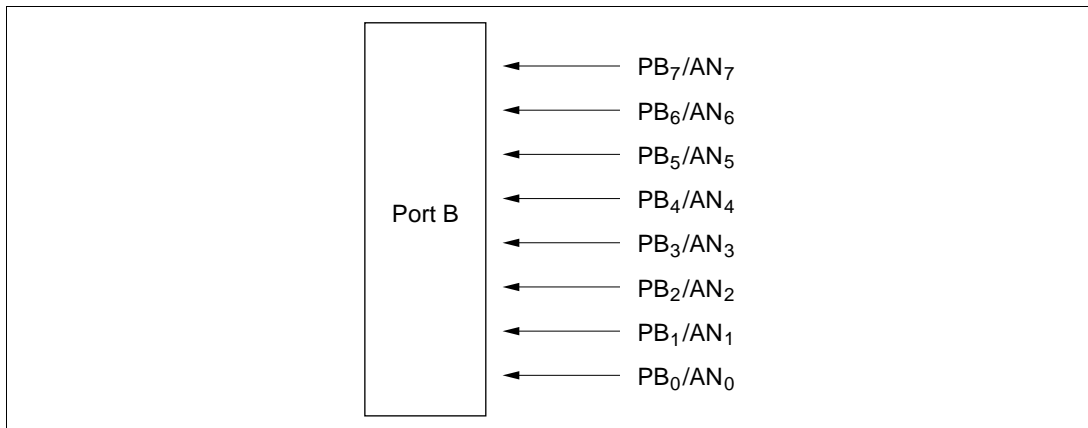 PB₇/AN₇
PB₆/AN₆
PB₅/AN₅
PB₄/AN₄
Port B
PB₃/AN₃
PB₂/AN₂
PB₁/AN₁
PB₀/AN₀